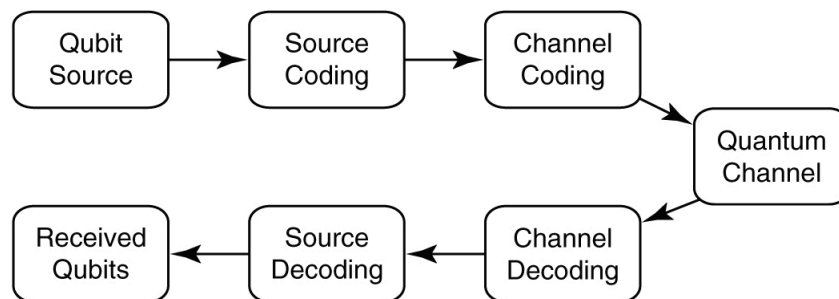 Qubit
Source
Source
Coding
Channel
Coding
Quantum
Channel
Channel
Decoding
Source
Decoding
Received
Qubits